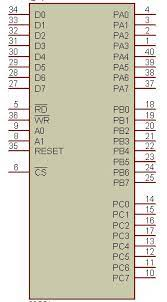 34 D0 PA0 4
33 D1 PA1 3
32 D2 PA2 2
31 D3 PA3 1
30 D4 PA4 40
29 D5 PA5 39
28 D6 PA6 38
27 D7 PA7 37
5 RD PB0 18
36 WR PB1 19
9 A0 PB2 20
8 A1 PB3 21
35 RESET PB4 22
PB5 23
6 CS PB6 24
PB7 25
PC0 14
PC1 15
PC2 16
PC3 17
PC4 13
PC5 12
PC6 11
PC7 10